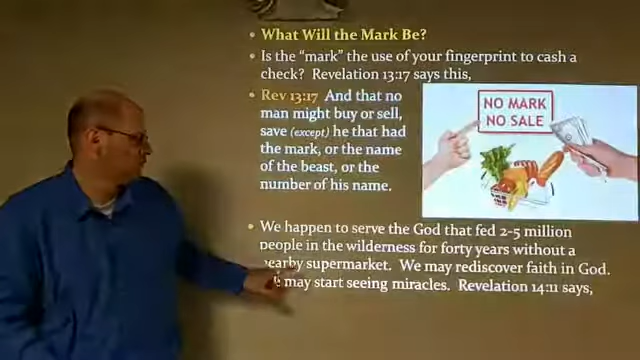 What Will the Mark Be?
Is the "mark" the use of your fingerprint to cash a
check? Revelation 13:17 says this,
Rev 13:17 And that no
man might buy or sell,
save (except) he that had
the mark, or the name
of the beast, or the
number of his name.
NO MARK
NO SALE
We happen to serve the God that fed 2-5 million
people in the wilderness for forty years without a
nearby supermarket. We may rediscover faith in God.
may start seeing miracles. Revelation 14:11 says,